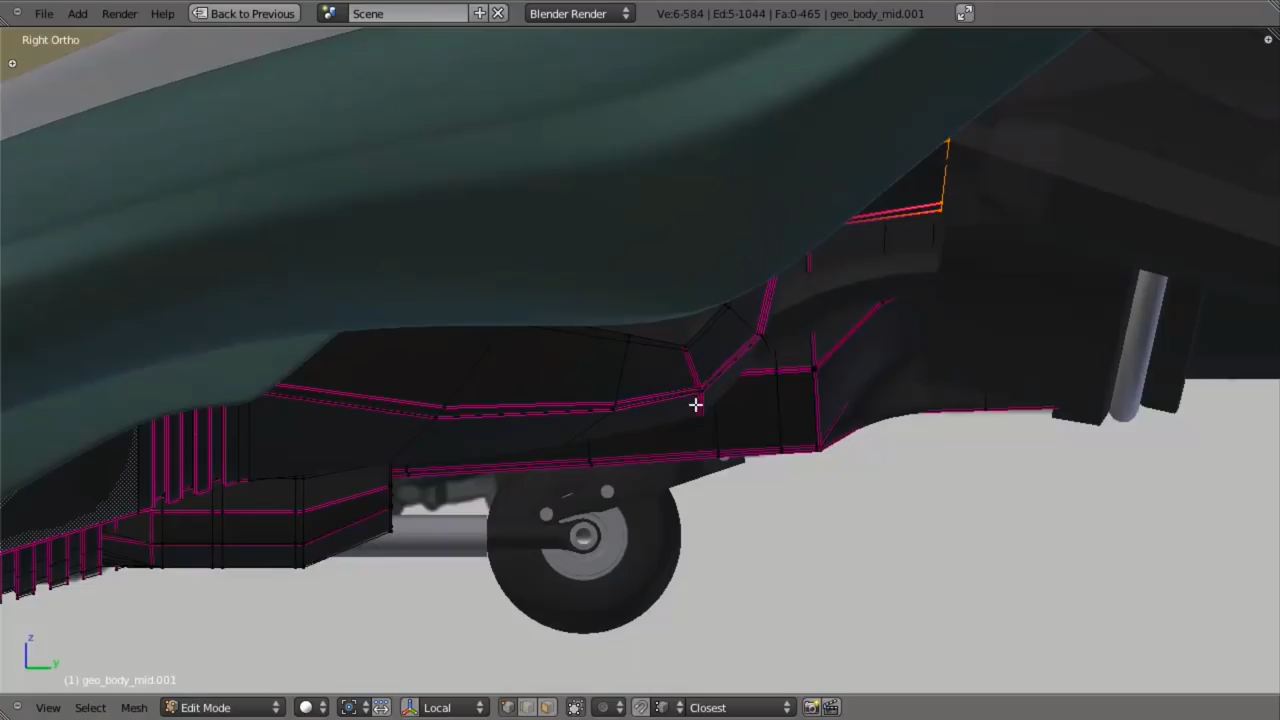 File Add Render Help Back to Previous Scene Blender Render Ve:6-584 | Ed:5-1044 | Fa:0-465 | geo_body_mid.001
Right Ortho
z
y
(1) geo_body_mid.001
View Select Mesh Edit Mode Local Closest